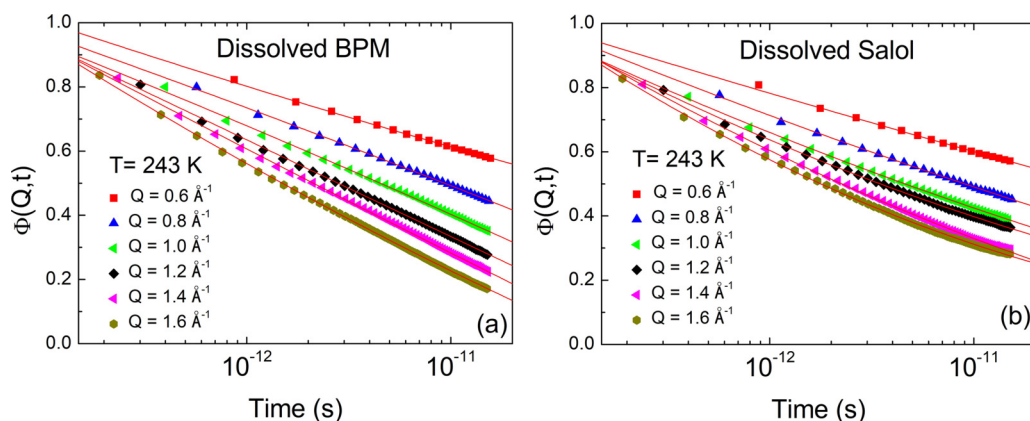 Dissolved BPM
Φ(Q,t)
1.0
0.8
0.6
0.4
0.2
0.0
T= 243 K
Q = 0.6 Å⁻¹
Q = 0.8 Å⁻¹
Q = 1.0 Å⁻¹
Q = 1.2 Å⁻¹
Q = 1.4 Å⁻¹
Q = 1.6 Å⁻¹
(a)
10⁻¹² 10⁻¹¹
Time (s)
Dissolved Salol
Φ(Q,t)
1.0
0.8
0.6
0.4
0.2
0.0
T= 243 K
Q = 0.6 Å⁻¹
Q = 0.8 Å⁻¹
Q = 1.0 Å⁻¹
Q = 1.2 Å⁻¹
Q = 1.4 Å⁻¹
Q = 1.6 Å⁻¹
(b)
10⁻¹² 10⁻¹¹
Time (s)